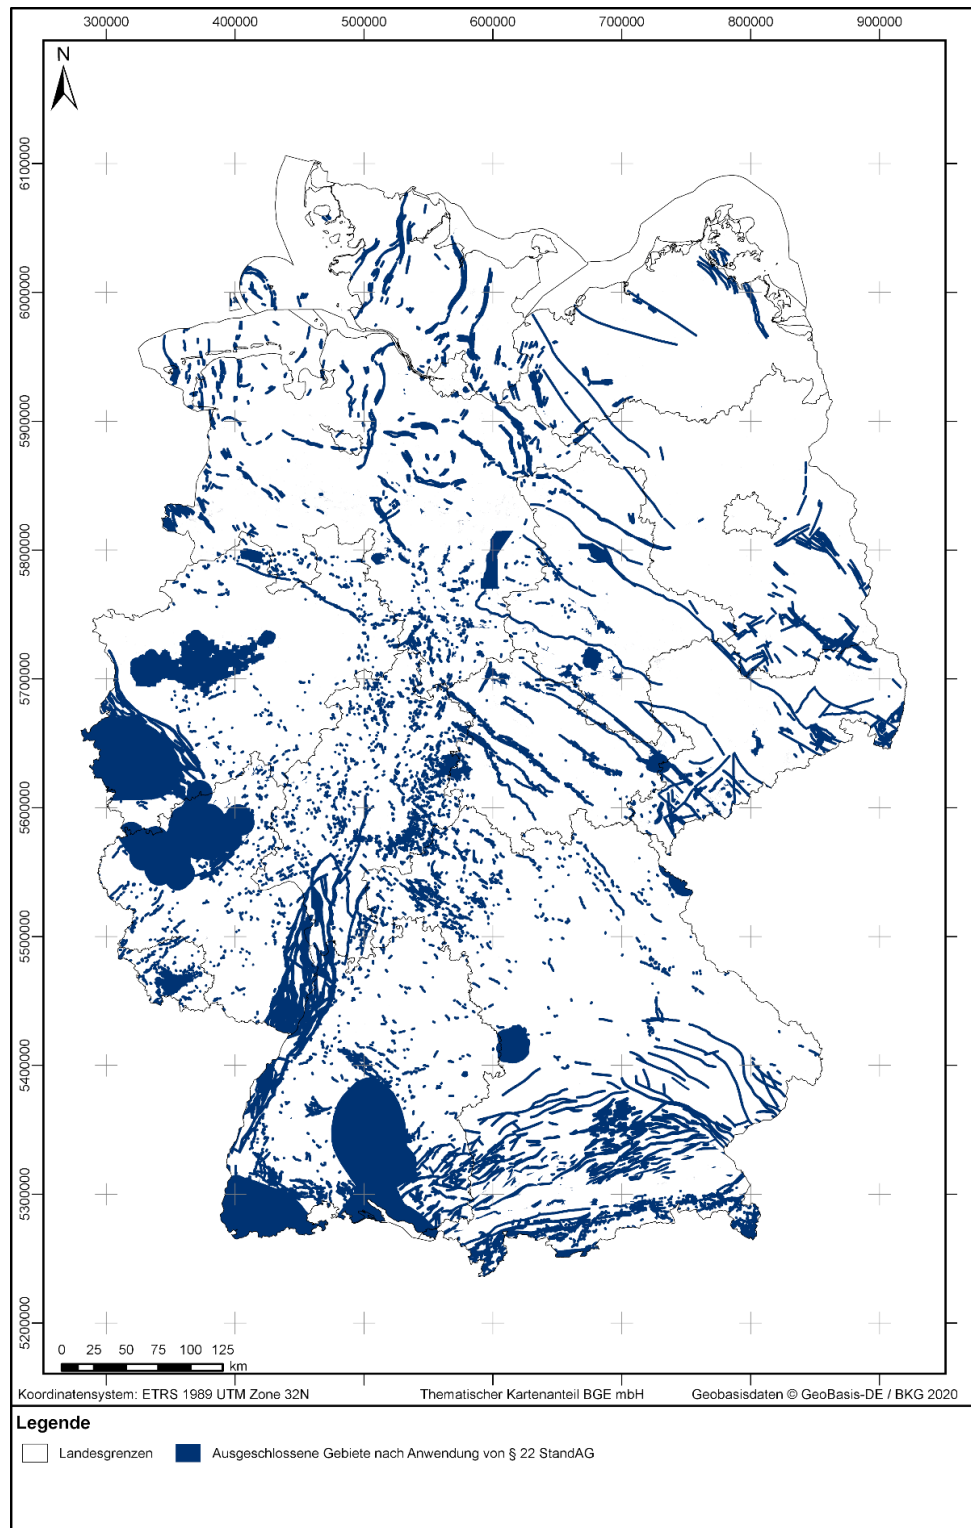 300000 400000 500000 600000 700000 800000 900000
N
6100000
6000000
5900000
5800000
5700000
5600000
5500000
5400000
5300000
5200000
0 25 50 75 100 125
km
Koordinatensystem: ETRS 1989 UTM Zone 32N Thematischer Kartenanteil BGE mbH Geobasisdaten © GeoBasis-DE / BKG 2020
Legende
Landesgrenzen Ausgeschlossene Gebiete nach Anwendung von § 22 StandAG